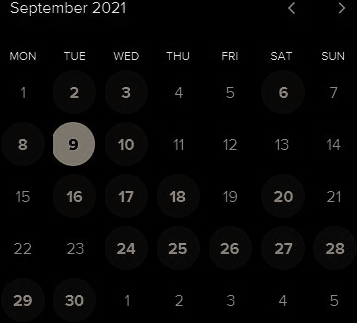 September 2021
MON TUE WED THU FRI SAT SUN
1 2 3 4 5 6 7
8 9 10 11 12 13 14
15 16 17 18 19 20 21
22 23 24 25 26 27 28
29 30 1 2 3 4 5